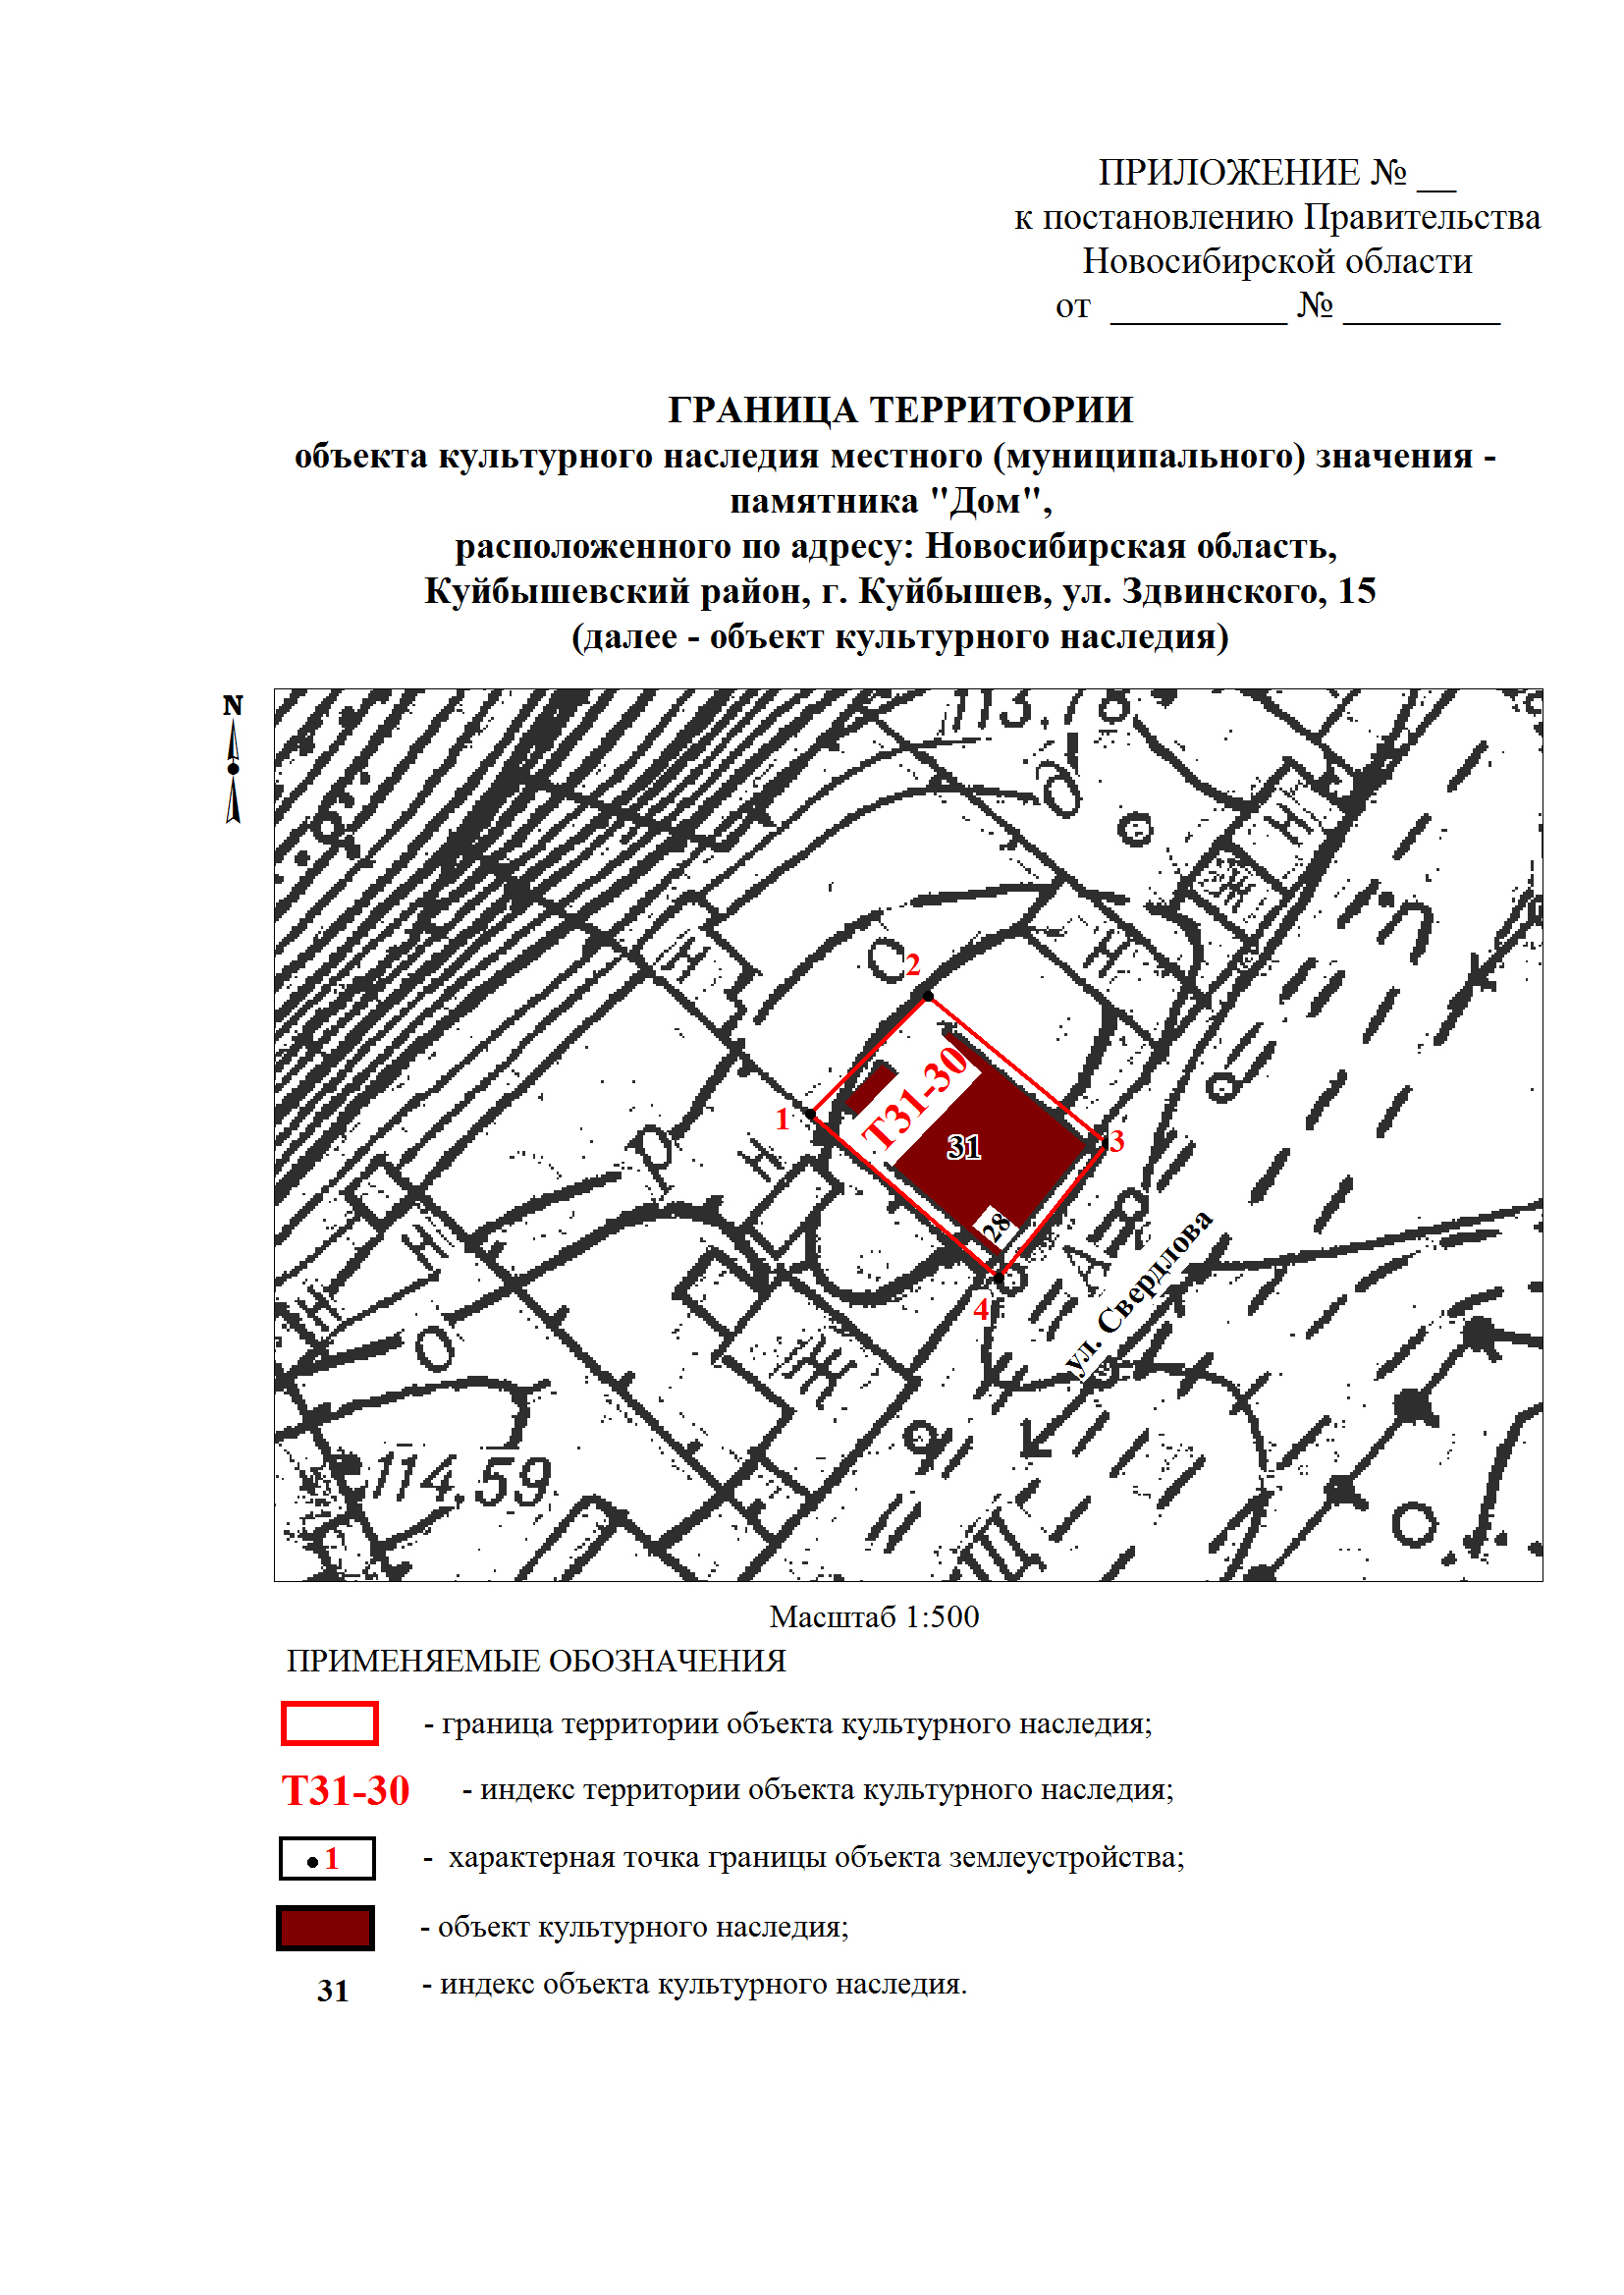 ПРИЛОЖЕНИЕ № __
к постановлению Правительства
Новосибирской области
от _________ № ________
ГРАНИЦА ТЕРРИТОРИИ
объекта культурного наследия местного (муниципального) значения -
памятника "Дом",
расположенного по адресу: Новосибирская область,
Куйбышевский район, г. Куйбышев, ул. Здвинского, 15
(далее - объект культурного наследия)
N
113.78
Н
Ж
Н
Н
2
Т31-30
1
31
3
Н
28
4
А
ул. Свердлова
Н
Ж
Ж
114.59
Масштаб 1:500
ПРИМЕНЯЕМЫЕ ОБОЗНАЧЕНИЯ
- граница территории объекта культурного наследия;
Т31-30 - индекс территории объекта культурного наследия;
1 - характерная точка границы объекта землеустройства;
- объект культурного наследия;
31 - индекс объекта культурного наследия.